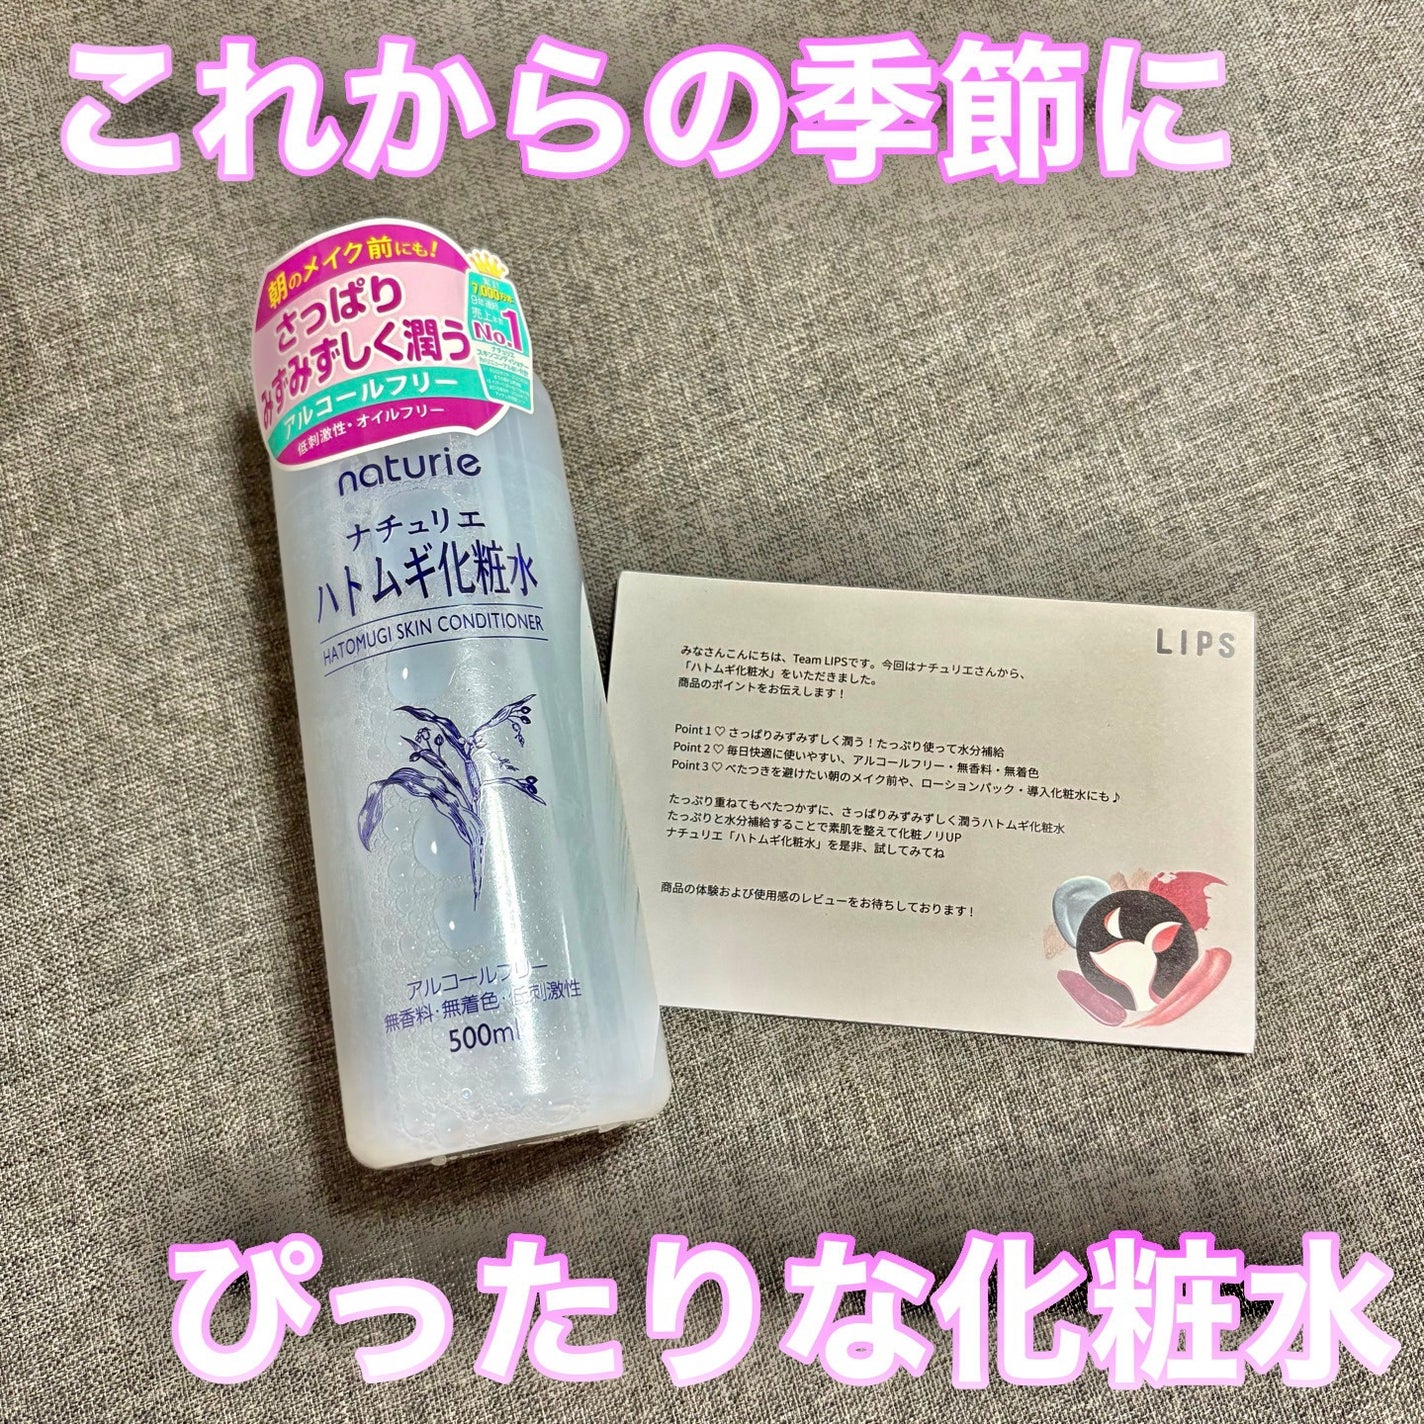 これからの季節に
朝のメイク前にも!
さっぱり
みずみずしく潤う
アルコールフリー
低刺激性・オイルフリー
7,000万本
売上
No.1
ナチュリエ
naturie
ナチュリエ
ハトムギ化粧水
HATOMUGI SKIN CONDITIONER
アルコールフリー
無香料・無着色・低刺激性
500ml
LIPS
みなさんこんにちは、Team LIPSです。今回はナチュリエさんから、
「ハトムギ化粧水」をいただきました。
商品のポイントをお伝えします！
Point 1♡ さっぱりみずみずしく潤う！たっぷり使って水分補給
Point 2♡ 毎日快適に使いやすい、アルコールフリー・無香料・無着色
Point 3♡ べたつきを避けたい朝のメイク前や、ローションパック・導入化粧水にも♪
たっぷり重ねてもべたつかずに、さっぱりみずみずしく潤うハトムギ化粧水
たっぷりと水分補給することで素肌を整えて化粧ノリUP
ナチュリエ「ハトムギ化粧水」を是非、試してみてね
商品の体験および使用感のレビューをお待ちしております！
ぴったりな化粧水